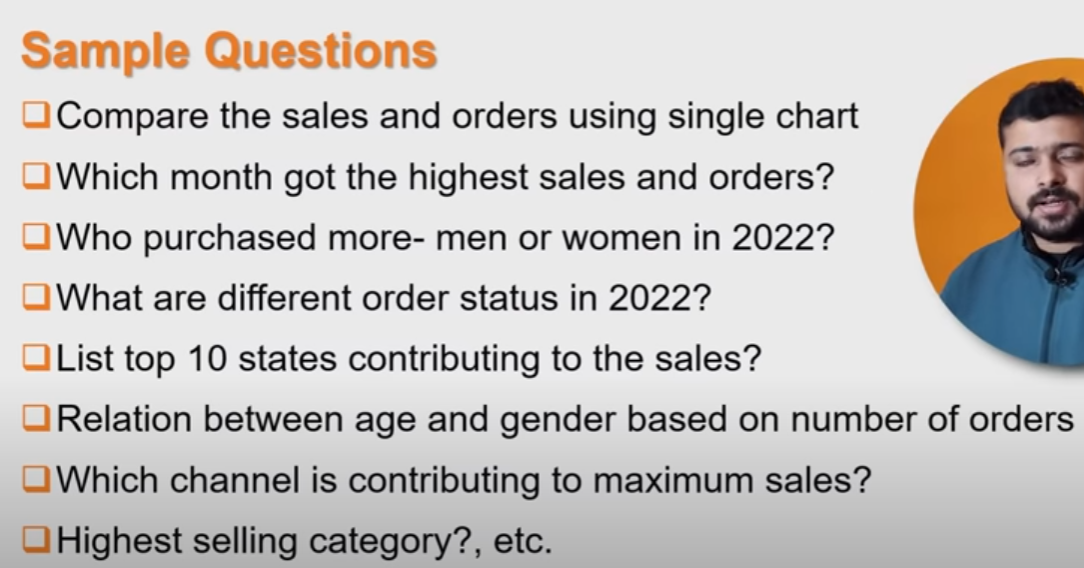 Sample Questions
Compare the sales and orders using single chart
Which month got the highest sales and orders?
Who purchased more- men or women in 2022?
What are different order status in 2022?
List top 10 states contributing to the sales?
Relation between age and gender based on number of orders
Which channel is contributing to maximum sales?
Highest selling category?, etc.